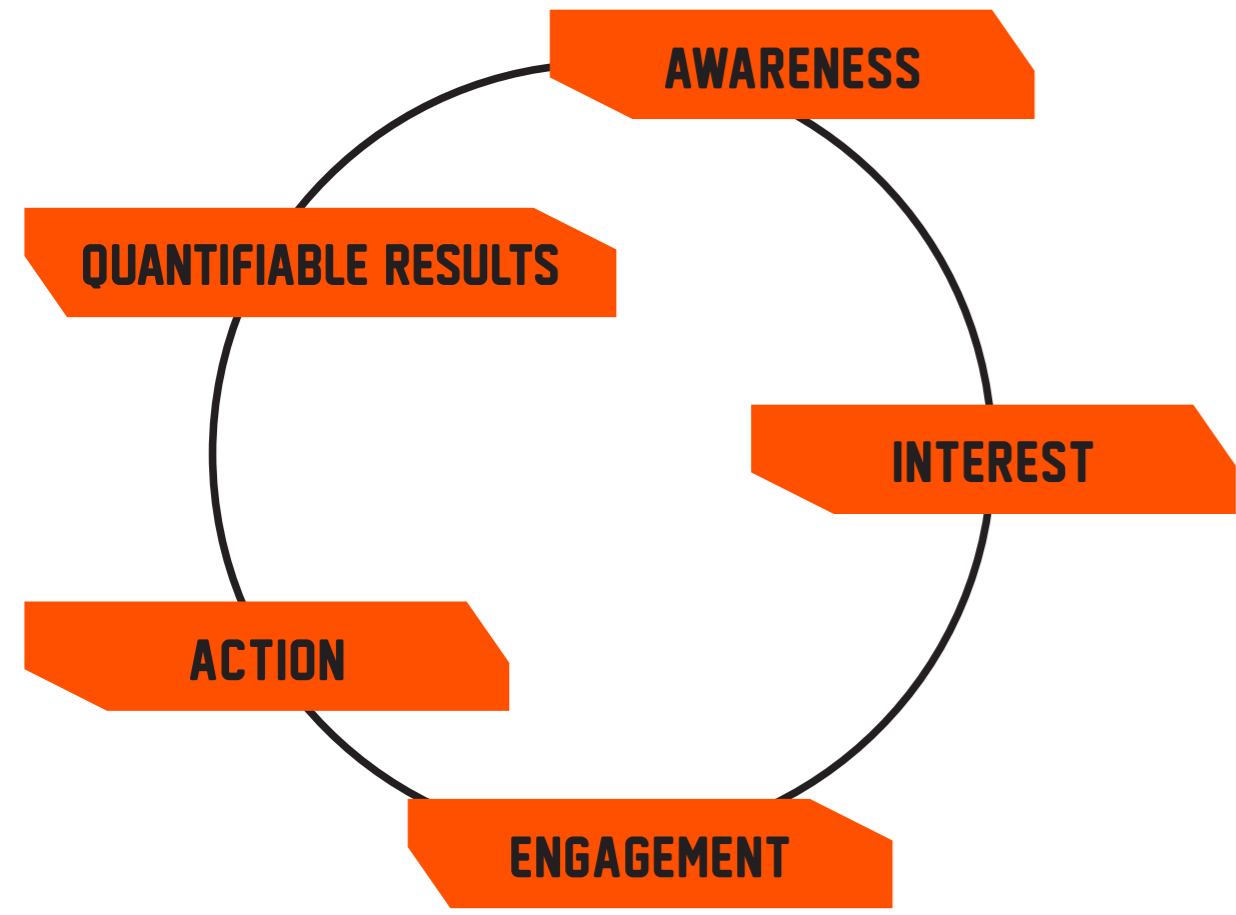 AWARENESS
QUANTIFIABLE RESULTS
INTEREST
ACTION
ENGAGEMENT